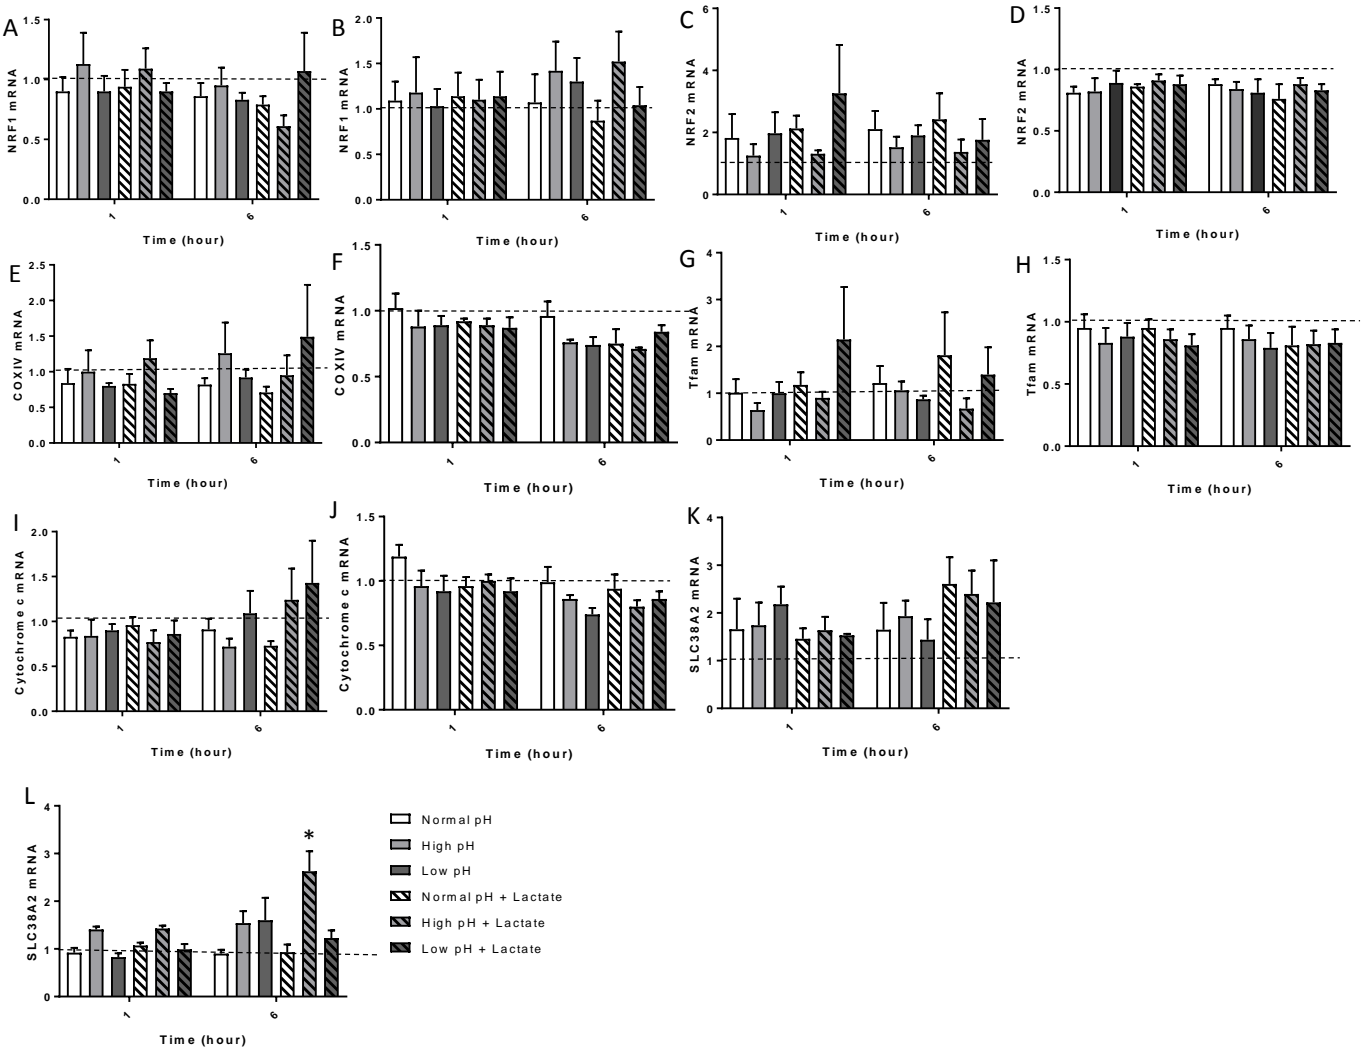 A
NRF1 mRNA
1.5
1.0
0.5
0.0
1
6
Time (hour)
B
NRF1 mRNA
2.0
1.5
1.0
0.5
0.0
1
6
Time (hour)
C
NRF2 mRNA
6
4
2
0
1
6
Time (hour)
D
NRF2 mRNA
1.5
1.0
0.5
0.0
1
6
Time (hour)
E
COXIV mRNA
2.5
2.0
1.5
1.0
0.5
0.0
1
6
Time (hour)
F
COXIV mRNA
1.5
1.0
0.5
0.0
1
6
Time (hour)
G
Tfam mRNA
4
3
2
1
0
1
6
Time (hour)
H
Tfam mRNA
1.5
1.0
0.5
0.0
1
6
Time (hour)
I
Cytochrome c mRNA
2.0
1.5
1.0
0.5
0.0
1
6
Time (hour)
J
Cytochrome c mRNA
1.5
1.0
0.5
0.0
1
6
Time (hour)
K
SLC38A2 mRNA
4
3
2
1
0
1
6
Time (hour)
L
SLC38A2 mRNA
4
3
2
1
0
*
1
6
Time (hour)
Normal pH
High pH
Low pH
Normal pH + Lactate
High pH + Lactate
Low pH + Lactate